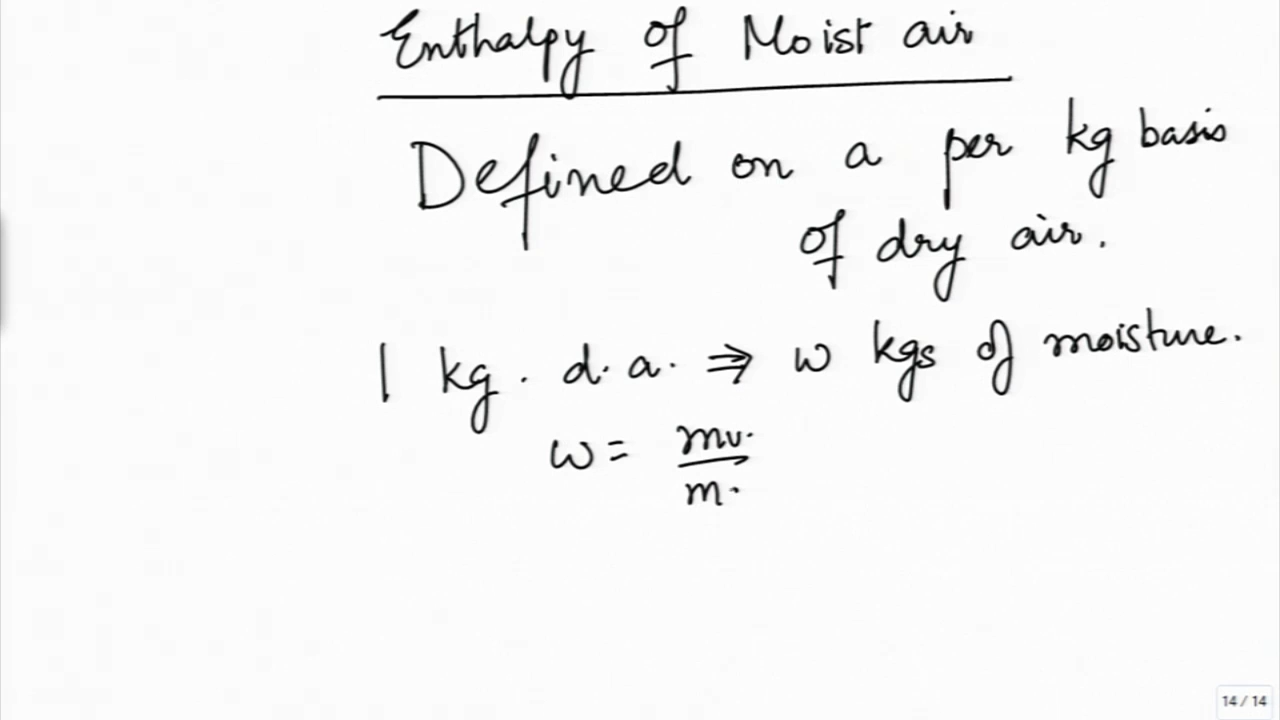 Enthalpy of Moist air
Defined on a per kg basis
of dry air.
1 kg. d.a. ⇒ w kgs of moisture.
w = mv.
m.
14 / 14